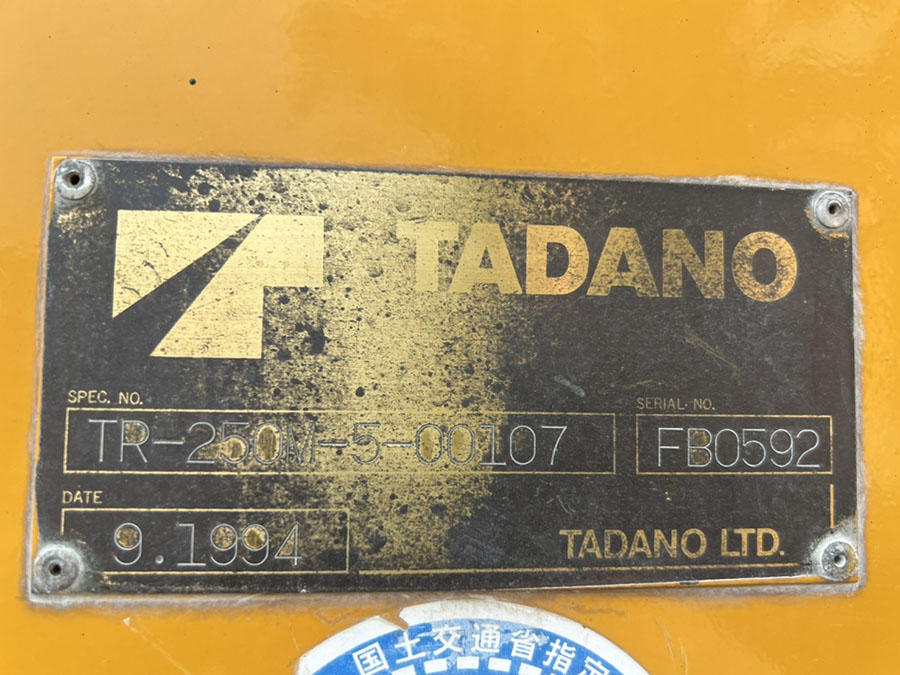 TADANO
SPEC. NO.
TR-250M-5-00107
SERIAL. NO.
FB0592
DATE
9.1994
TADANO LTD.
国土交通省指定